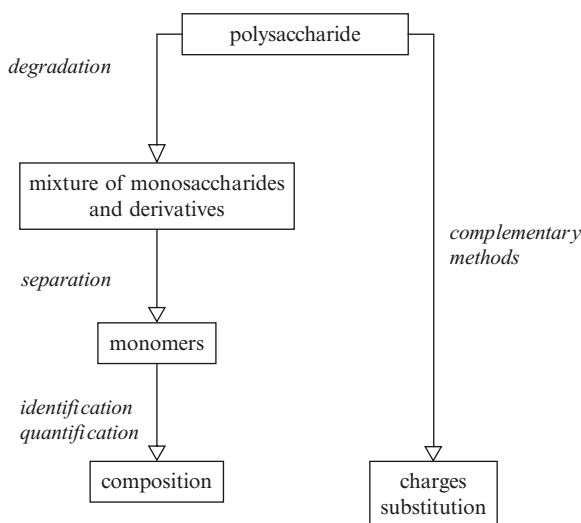 polysaccharide
degradation
mixture of monosaccharides
and derivatives
complementary
methods
separation
monomers
identification
quantification
composition
charges
substitution